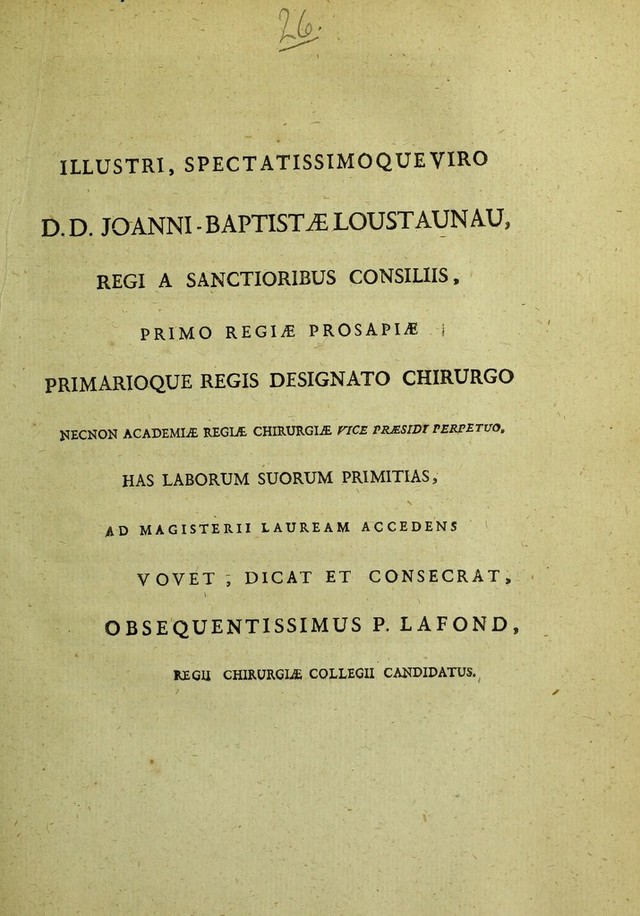 26.
ILLUSTRI, SPECTATISSIMOQUE VIRO
D.D. JOANNI-BAPTISTÆ LOUSTAUNAU,
REGI A SANCTIORIBUS CONSILIIS,
PRIMO REGIÆ PROSAPIÆ
PRIMARIOQUE REGIS DESIGNATO CHIRURGO
NECNON ACADEMIÆ REGIÆ CHIRURGIÆ VICE PRÆSIDI PERPETUO,
HAS LABORUM SUORUM PRIMITIAS,
AD MAGISTERII LAUREAM ACCEDENS
VOVET, DICAT ET CONSECRAT,
OBSEQUENTISSIMUS P. LAFOND,
REGII CHIRURGIÆ COLLEGII CANDIDATUS.